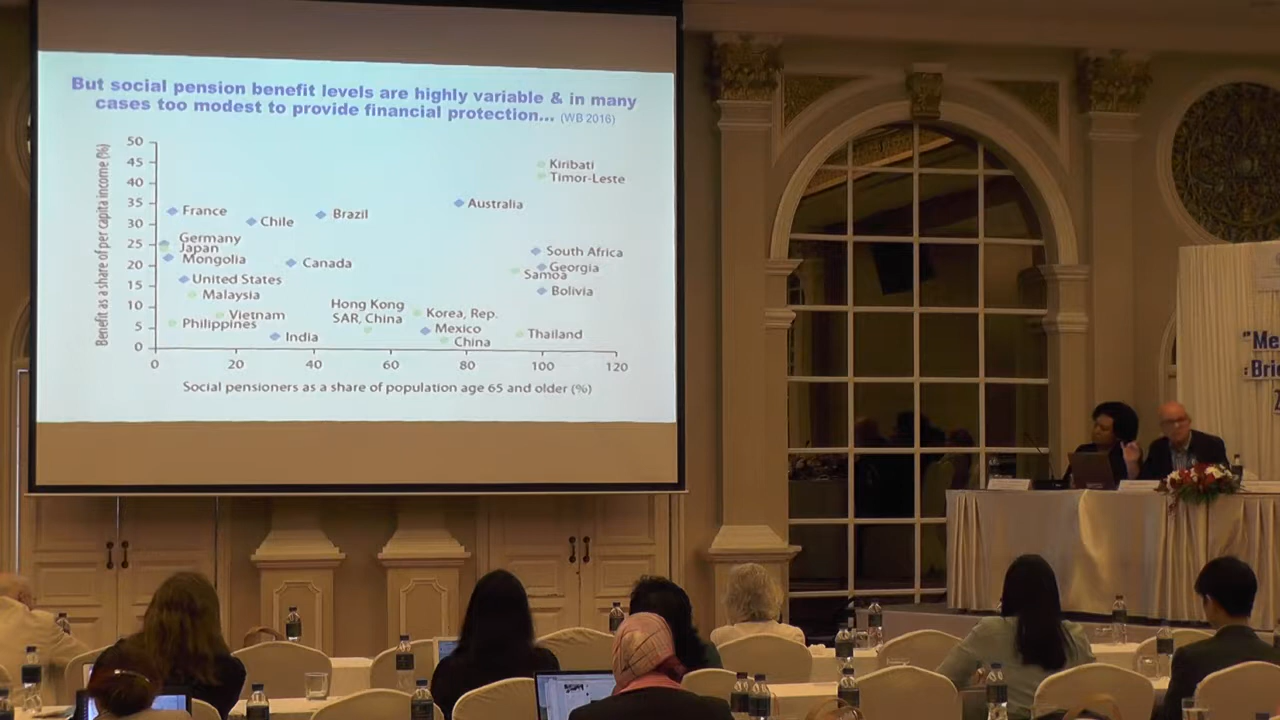 But social pension benefit levels are highly variable & in many
cases too modest to provide financial protection... (WB 2016)
Benefit as a share of per capita income (%)
50
45
40
35
30
25
20
15
10
5
0
Kiribati
Timor-Leste
France
Chile
Brazil
Australia
Germany
Japan
Mongolia
Canada
South Africa
Georgia
Samoa
United States
Malaysia
Bolivia
Hong Kong
SAR, China
Korea, Rep.
Vietnam
Philippines
India
Mexico
China
Thailand
0 20 40 60 80 100 120
Social pensioners as a share of population age 65 and older (%)
"Me